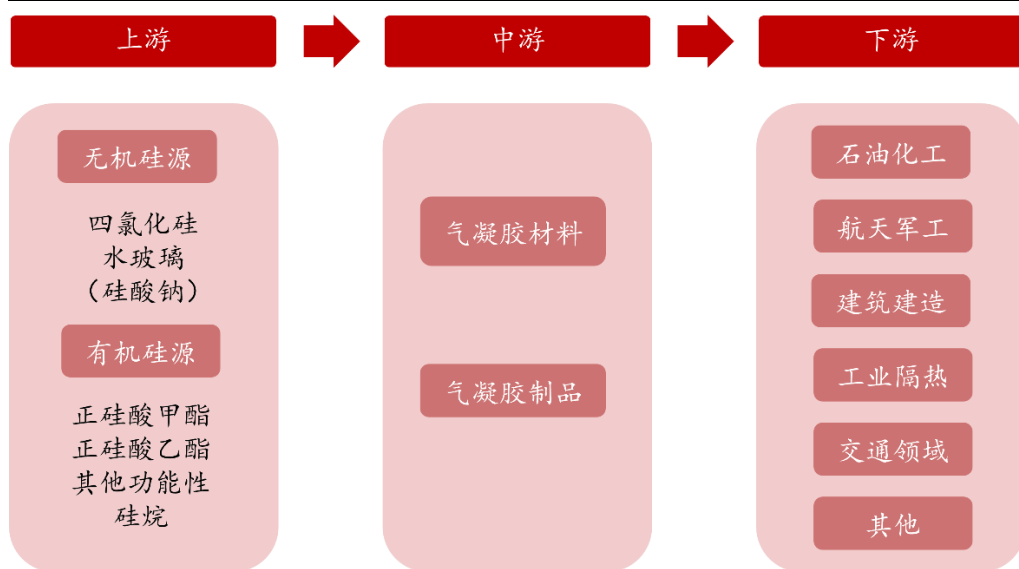 上游
中游
下游
无机硅源
四氯化硅
水玻璃
（硅酸钠）
有机硅源
正硅酸甲酯
正硅酸乙酯
其他功能性
硅烷
气凝胶材料
气凝胶制品
石油化工
航天军工
建筑建造
工业隔热
交通领域
其他